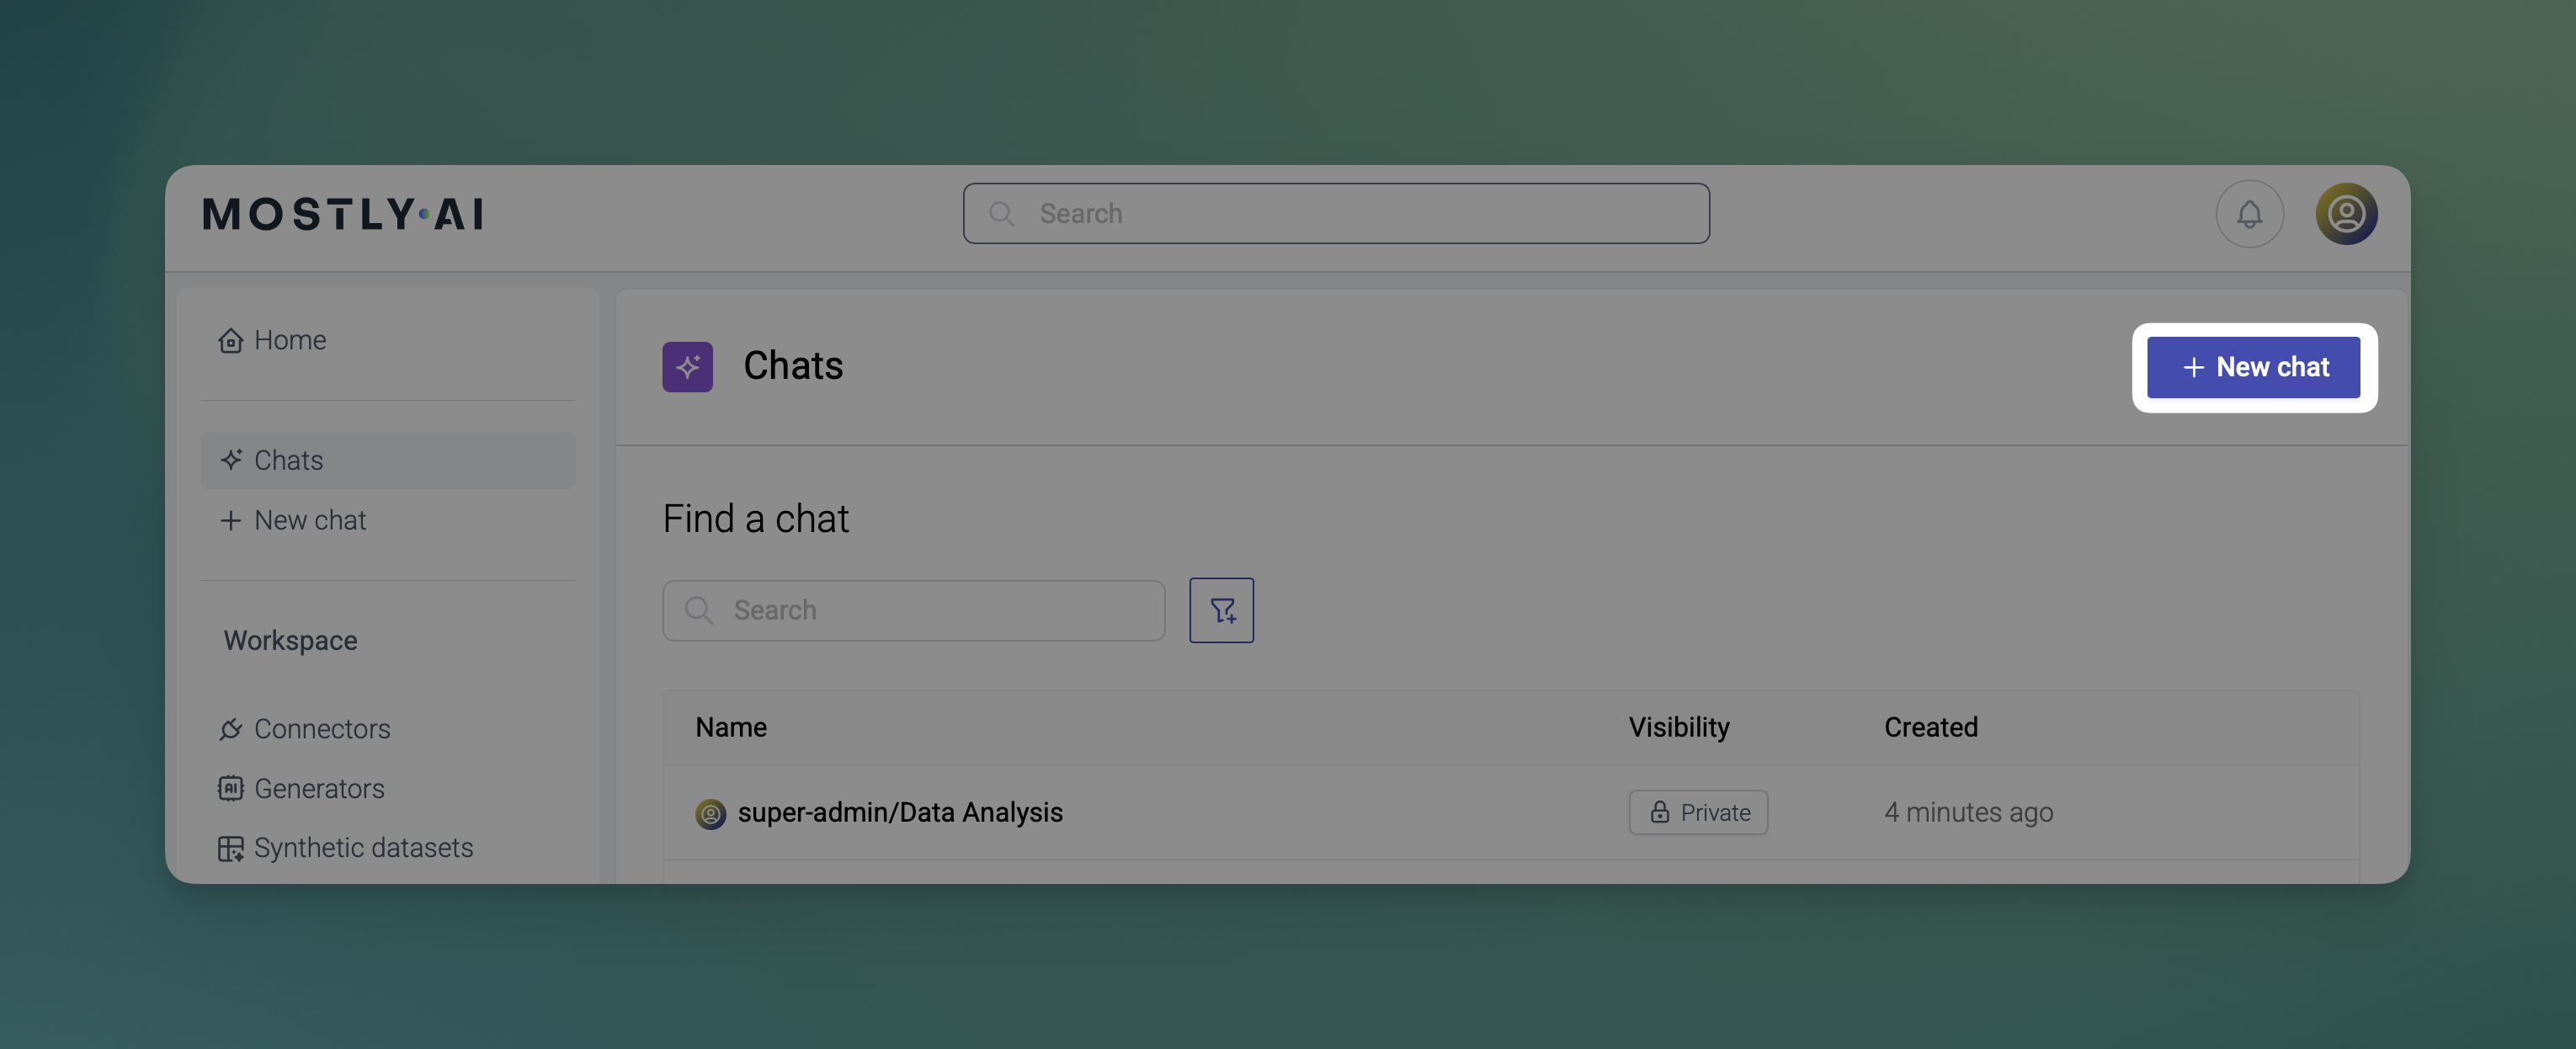 MOSTLY·AI
Search
Home
Chats
New chat
Workspace
Connectors
Generators
AI
Synthetic datasets
Chats
+ New chat
Find a chat
Search
Name Visibility Created
super-admin/Data Analysis Private 4 minutes ago